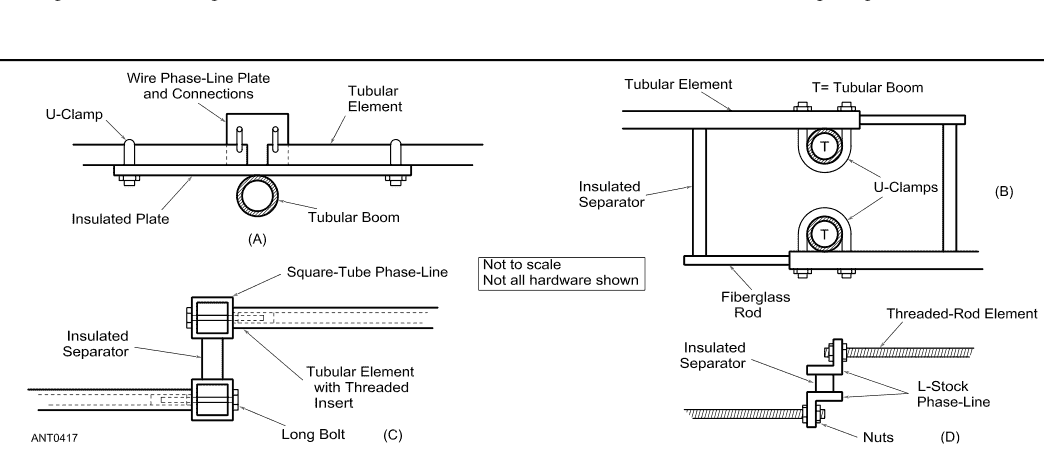 Wire Phase-Line Plate
and Connections
Tubular
Element
U-Clamp
Insulated Plate
Tubular Boom
(A)
Tubular Element
T= Tubular Boom
T
Insulated
Separator
U-Clamps
(B)
T
Fiberglass
Rod
Not to scale
Not all hardware shown
Square-Tube Phase-Line
Insulated
Separator
Tubular Element
with Threaded
Insert
Long Bolt
(C)
ANT0417
Threaded-Rod Element
Insulated
Separator
L-Stock
Phase-Line
Nuts
(D)